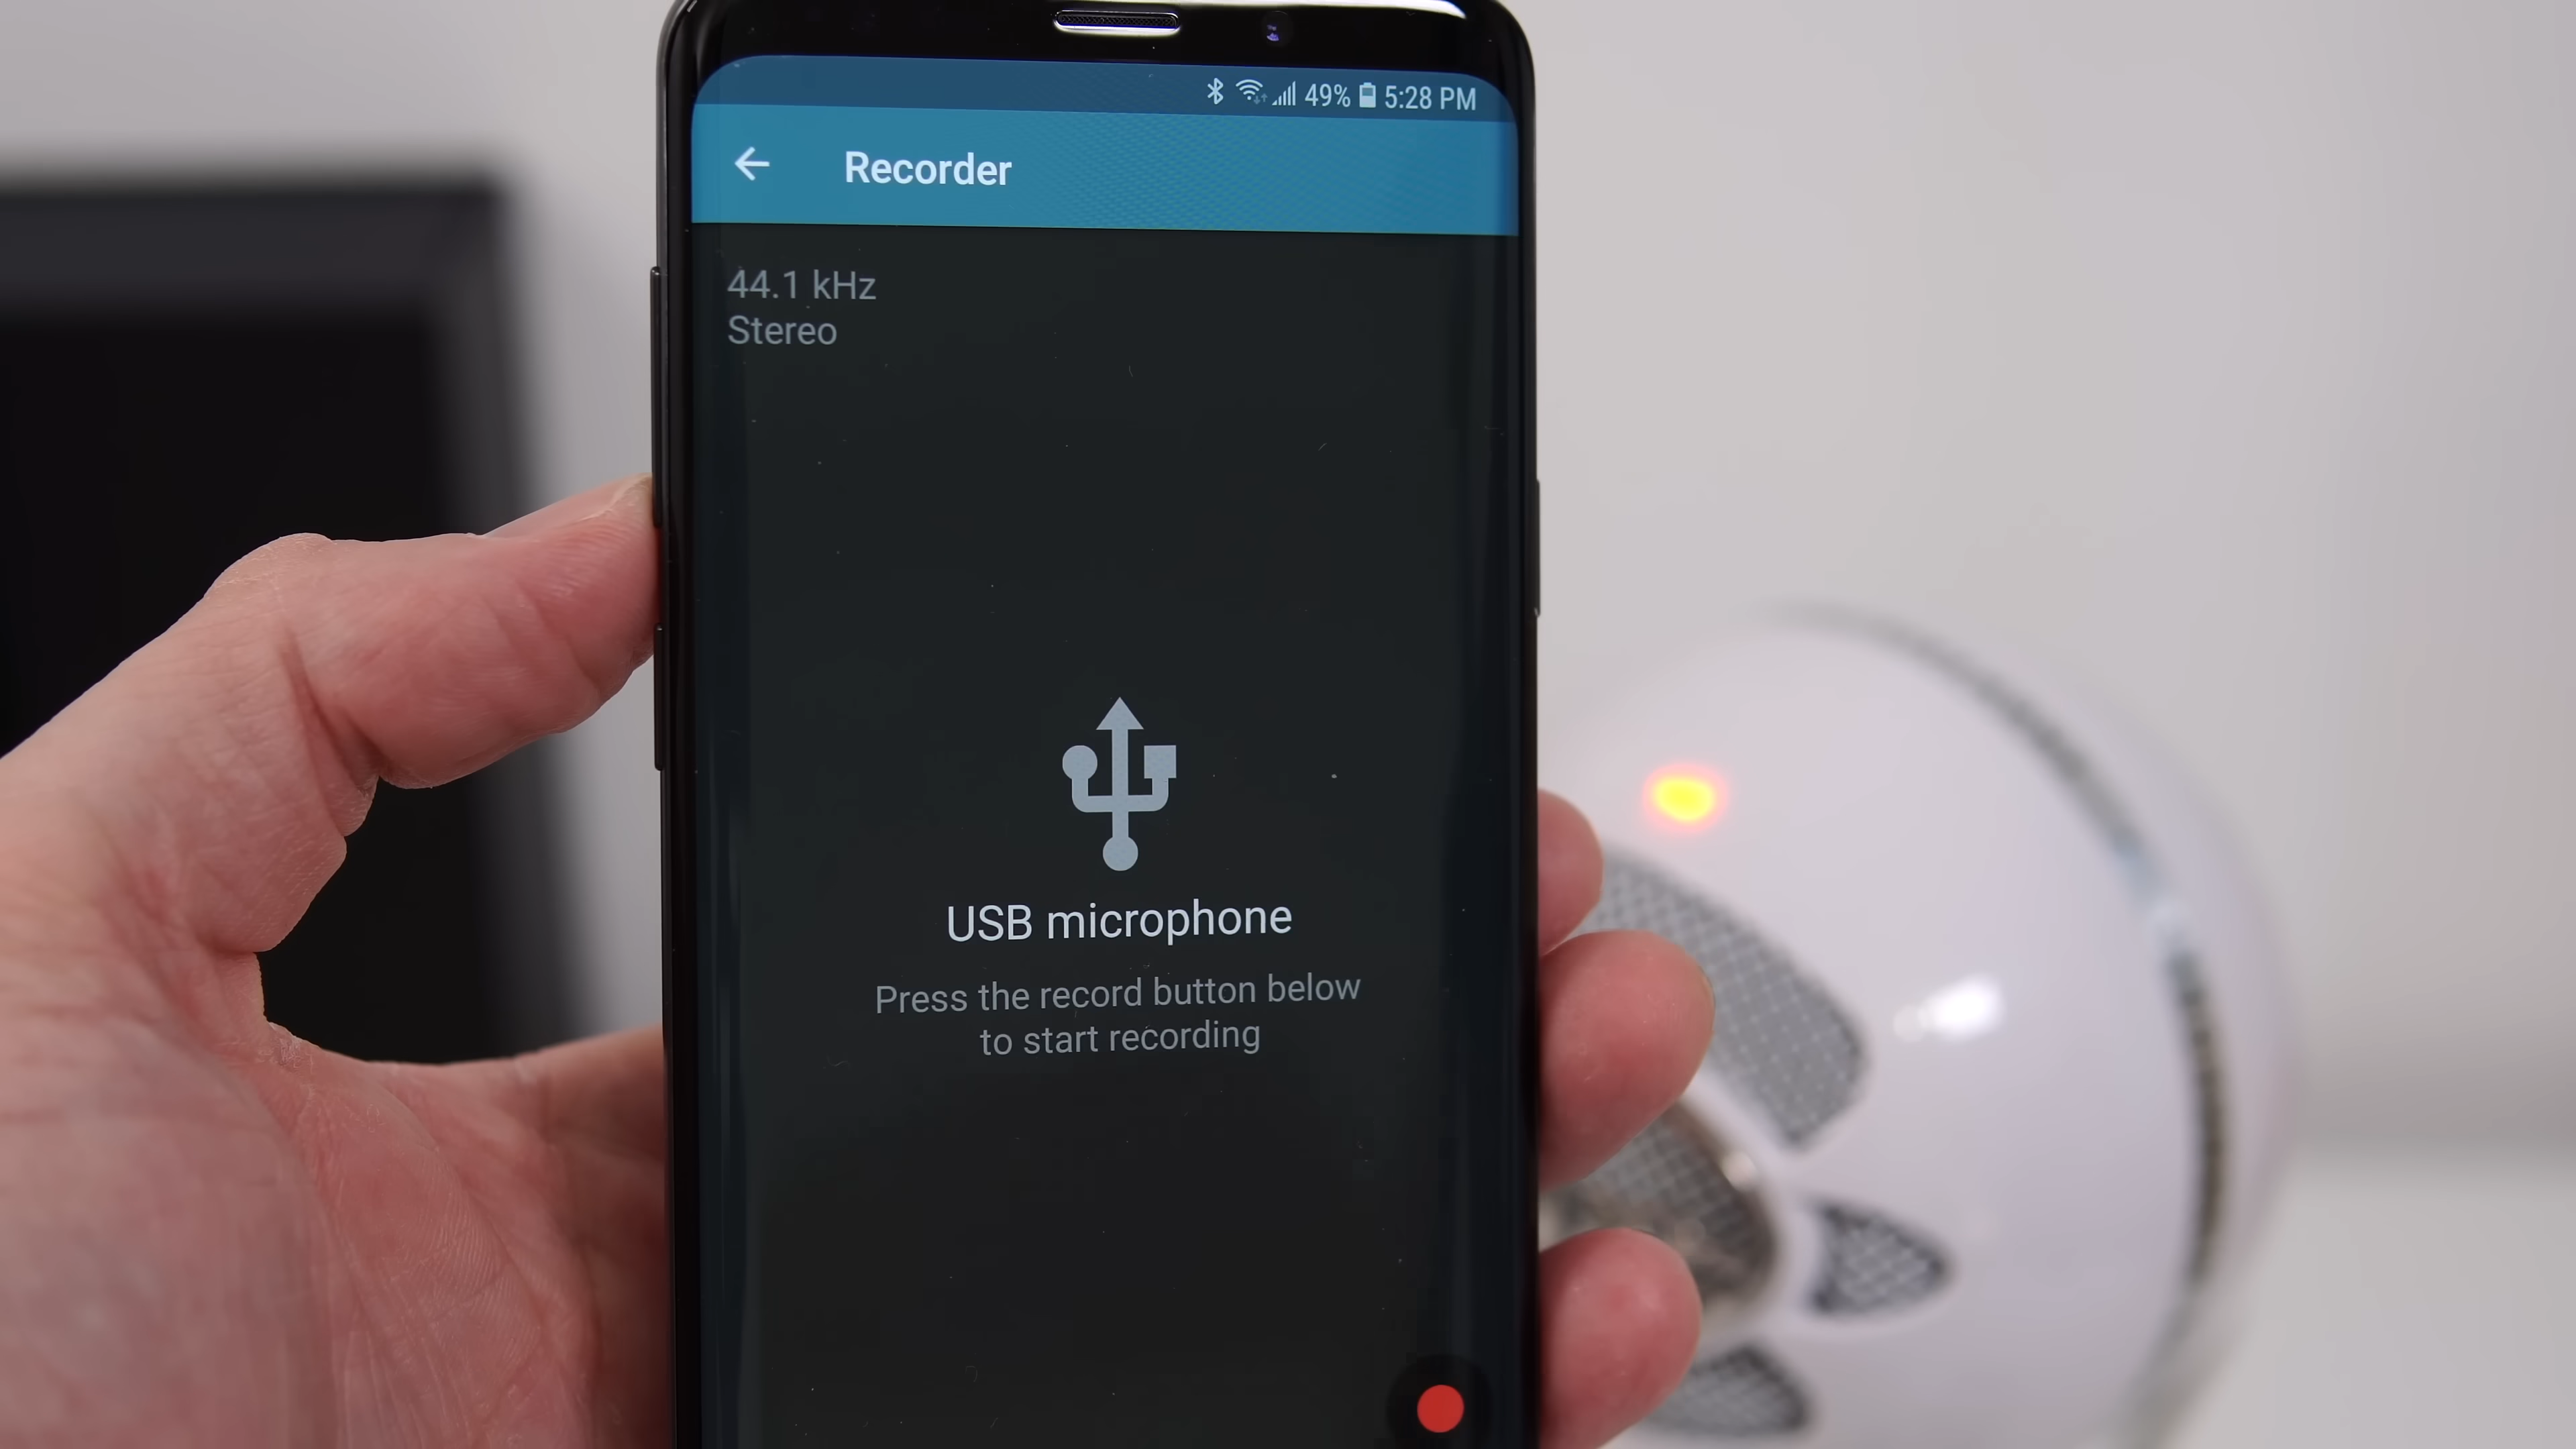 49% 5:28 PM
Recorder
44.1 kHz
Stereo
USB microphone
Press the record button below
to start recording